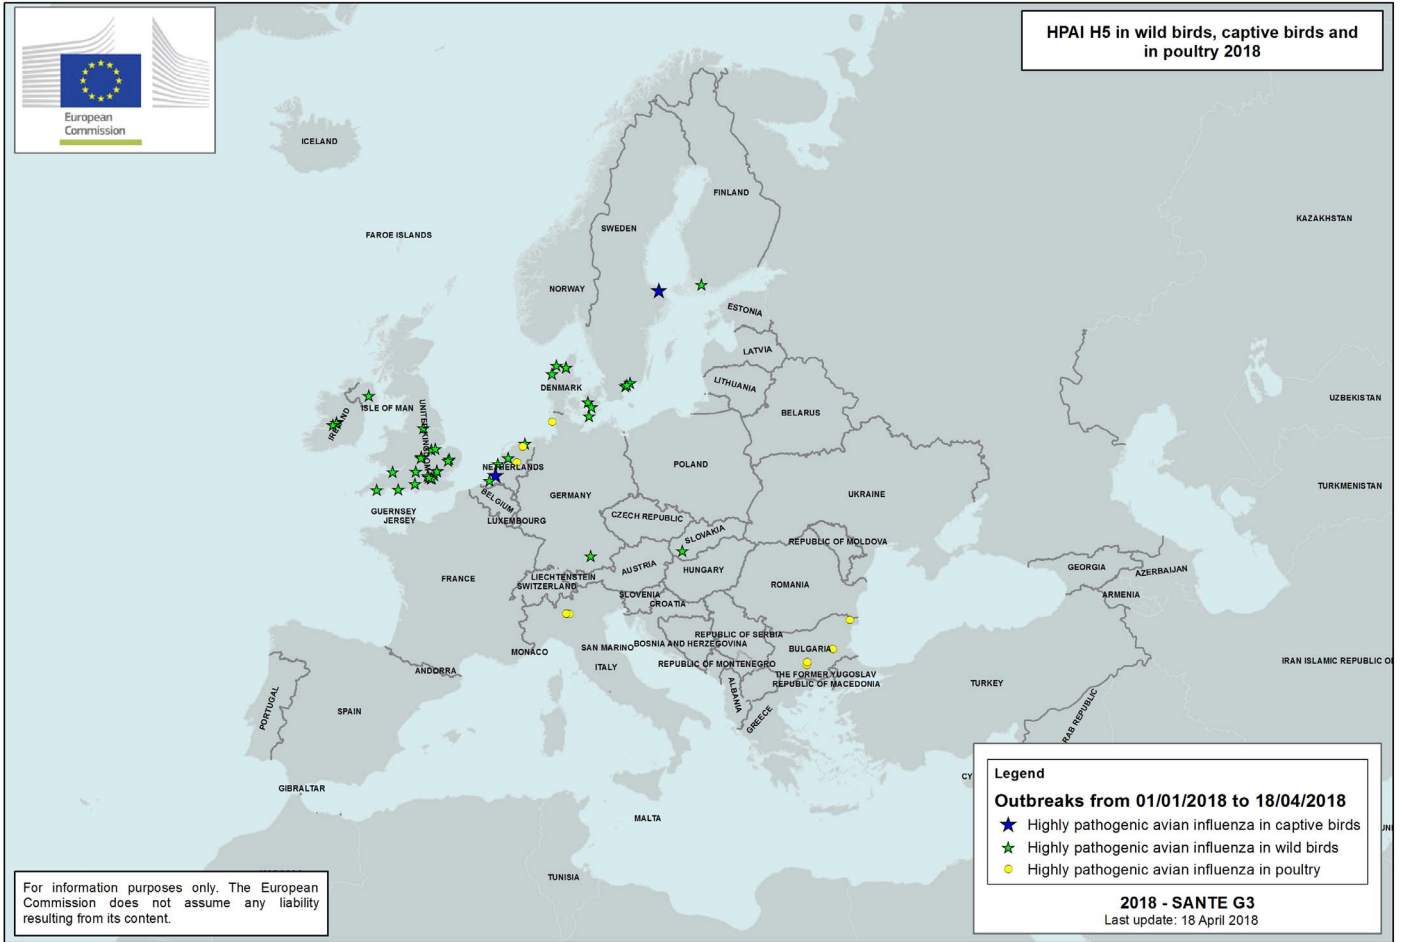 European
Commission
HPAI H5 in wild birds, captive birds and
in poultry 2018
ICELAND
FAROE ISLANDS
FINLAND
SWEDEN
NORWAY
KAZAKHSTAN
ESTONIA
LATVIA
LITHUANIA
DENMARK
ISLE OF MAN
UNITED KINGDOM
IRELAND
BELARUS
UZBEKISTAN
NETHERLANDS
POLAND
BELGIUM
GERMANY
UKRAINE
TURKMENISTAN
GUERNSEY
JERSEY
LUXEMBOURG
CZECH REPUBLIC
SLOVAKIA
REPUBLIC OF MOLDOVA
FRANCE
LIECHTENSTEIN
SWITZERLAND
AUSTRIA
HUNGARY
ROMANIA
GEORGIA
AZERBAIJAN
ARMENIA
SLOVENIA
CROATIA
REPUBLIC OF SERBIA
BOSNIA AND HERZEGOVINA
SAN MARINO
MONACO
BULGARIA
ITALY
REPUBLIC OF MONTENEGRO
ANDORRA
THE FORMER YUGOSLAV
REPUBLIC OF MACEDONIA
IRAN ISLAMIC REPUBLIC O
TURKEY
ALBANIA
GREECE
PORTUGAL
SPAIN
RAB REPUBLIC
GIBRALTAR
CY
MALTA
TUNISIA
Legend
Outbreaks from 01/01/2018 to 18/04/2018
Highly pathogenic avian influenza in captive birds
Highly pathogenic avian influenza in wild birds
Highly pathogenic avian influenza in poultry
2018 - SANTE G3
Last update: 18 April 2018
For information purposes only. The European
Commission does not assume any liability
resulting from its content.